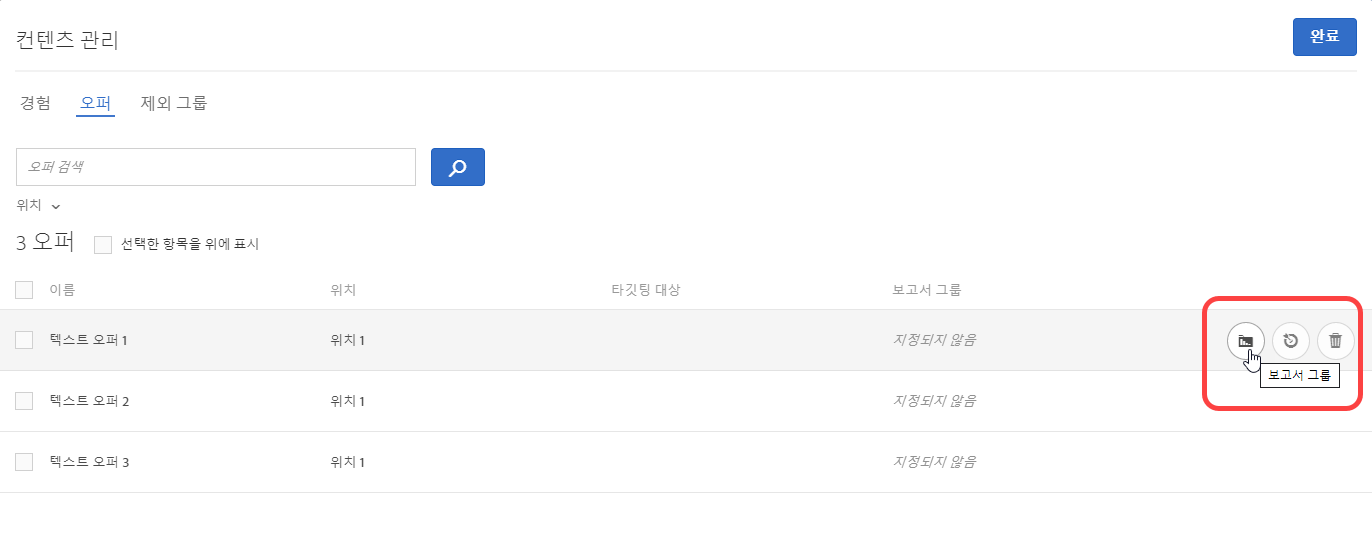 컨텐츠 관리
완료
경험 오퍼 제외 그룹
오퍼 검색
위치
3 오퍼 선택한 항목을 위에 표시
이름 위치 타깃팅 대상 보고서 그룹
텍스트 오퍼 1 위치 1 지정되지 않음
보고서 그룹
텍스트 오퍼 2 위치 1 지정되지 않음
텍스트 오퍼 3 위치 1 지정되지 않음